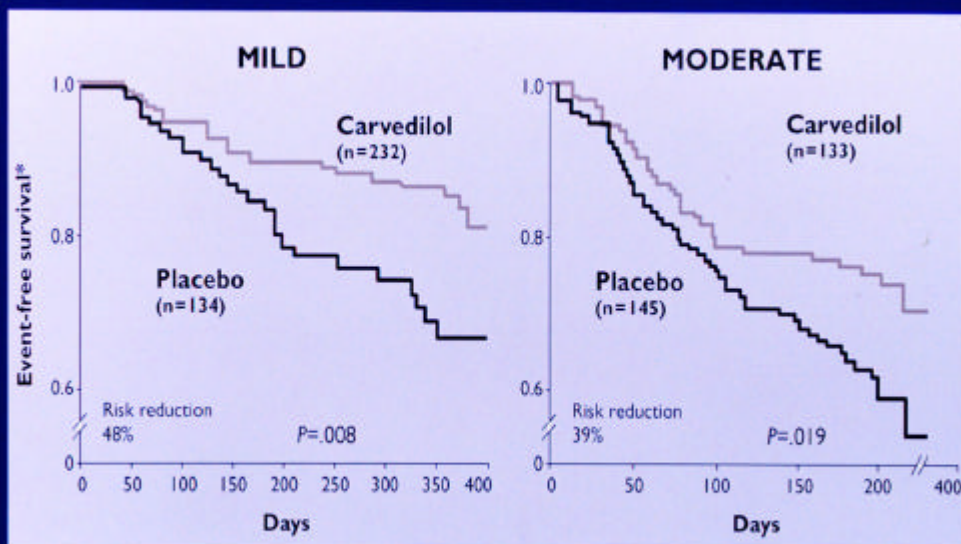 MILD
1.0
0.8
0.6
0
Event-free survival*
Carvedilol
(n=232)
Placebo
(n=134)
Risk reduction
48%
P=.008
0 50 100 150 200 250 300 350 400
Days
MODERATE
1.0
0.8
0.6
0
Carvedilol
(n=133)
Placebo
(n=145)
Risk reduction
39%
P=.019
0 50 100 150 200 400
Days